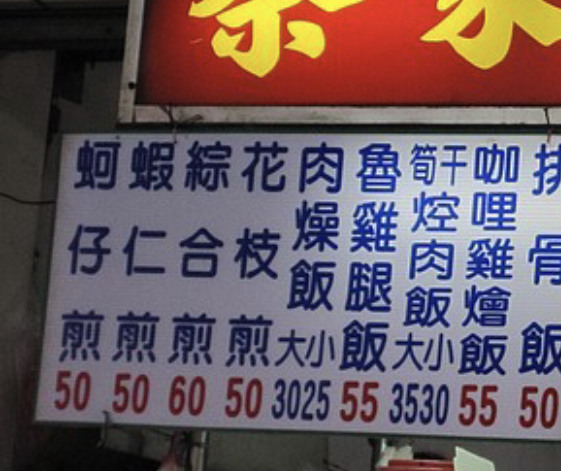 蚵仔煎 50
蝦仁煎 50
綜合煎 60
花枝煎 50
肉燥飯 大小 3025
魯雞腿飯 55
筍干焢肉飯 大小 3530
咖哩雞燴飯 55
排骨飯 50